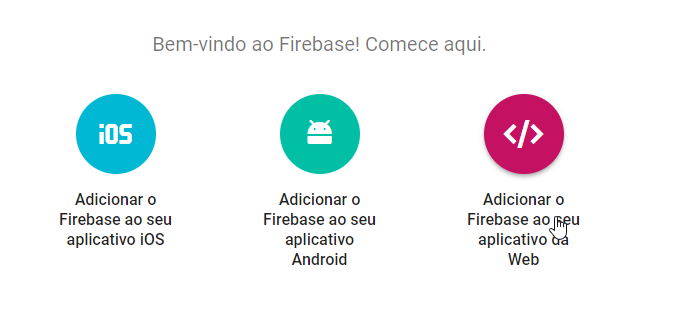 Bem-vindo ao Firebase! Comece aqui.
iOS
</>
Adicionar o
Firebase ao seu
aplicativo iOS
Adicionar o
Firebase ao seu
aplicativo
Android
Adicionar o
Firebase ao seu
aplicativo da
Web